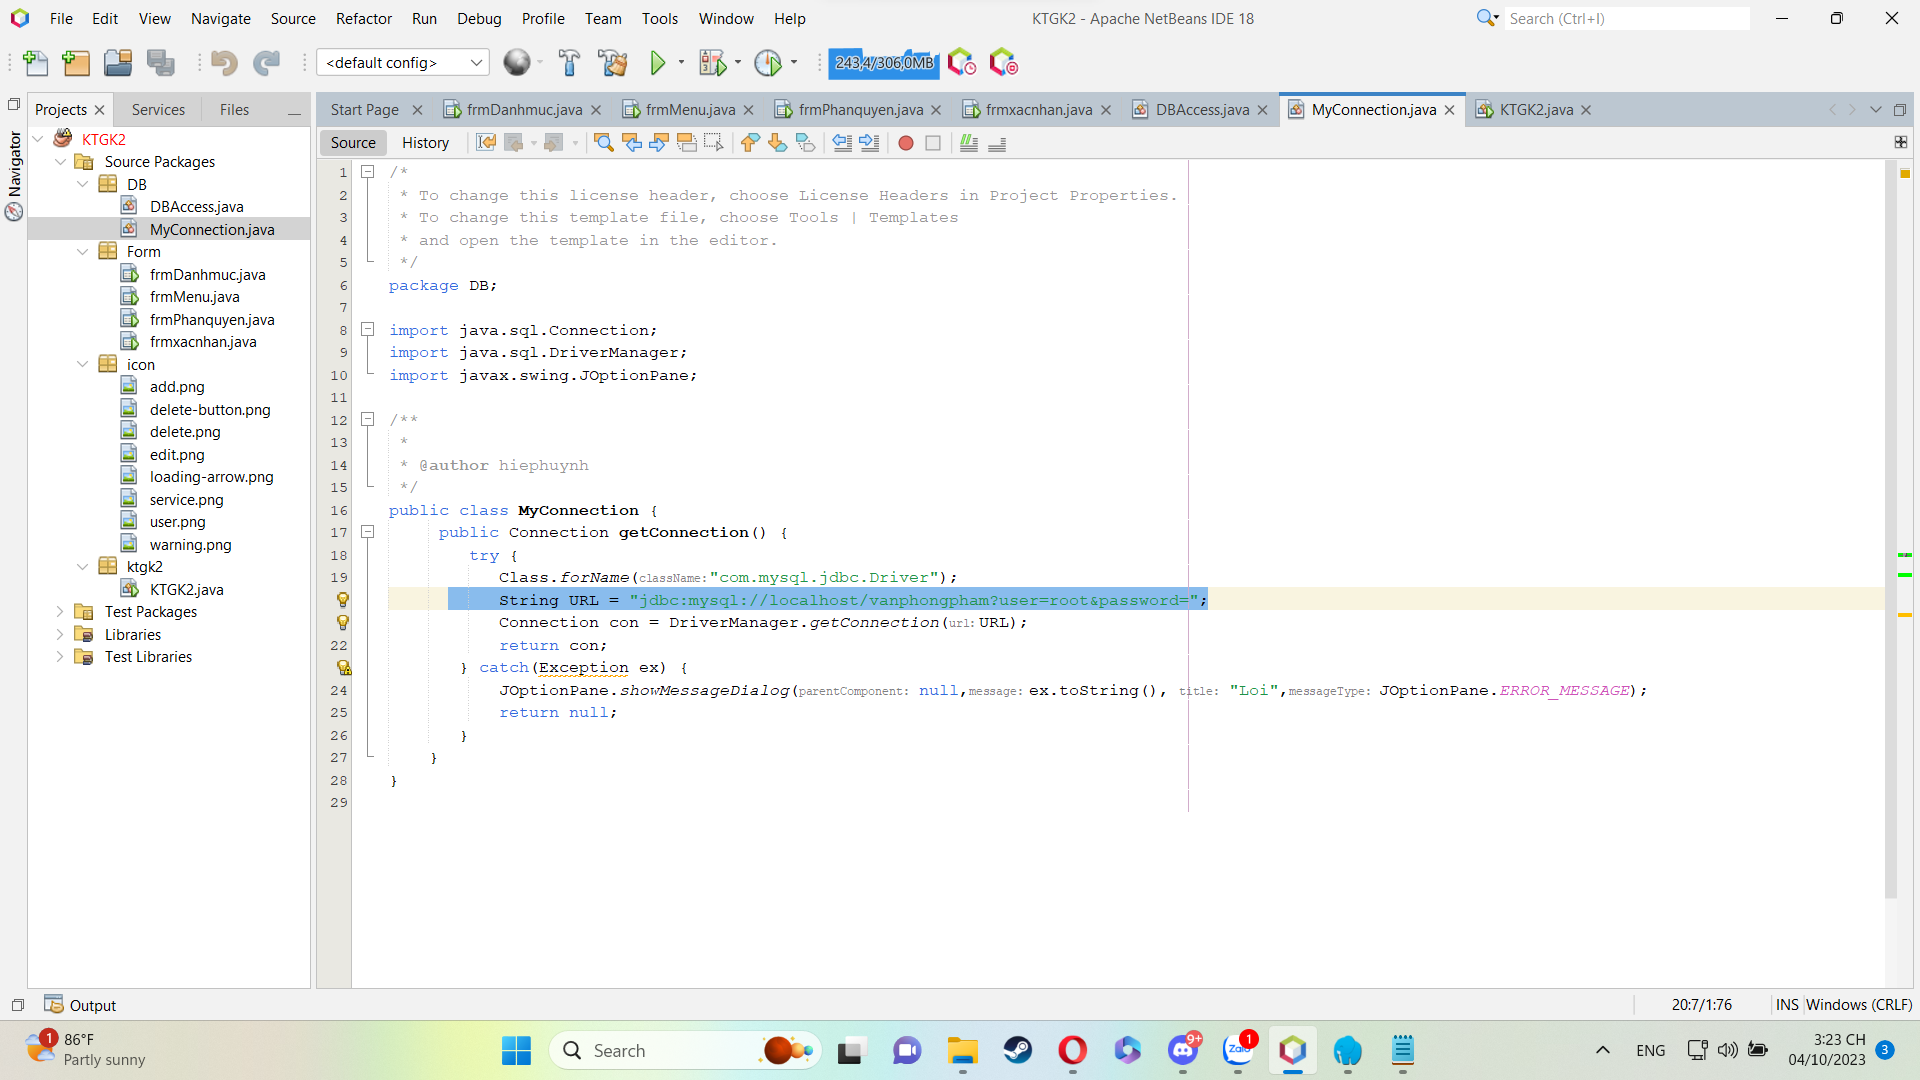 File Edit View Navigate Source Refactor Run Debug Profile Team Tools Window Help
KTGK2 - Apache NetBeans IDE 18
Search (Ctrl+I)
<default config>
243,4/306,0MB
Projects Services Files
Navigator
KTGK2
Source Packages
DB
DBAccess.java
MyConnection.java
Form
frmDanhmuc.java
frmMenu.java
frmPhanquyen.java
frmxacnhan.java
icon
add.png
delete-button.png
delete.png
edit.png
loading-arrow.png
service.png
user.png
warning.png
ktgk2
KTGK2.java
Test Packages
Libraries
Test Libraries
Start Page frmDanhmuc.java frmMenu.java frmPhanquyen.java frmxacnhan.java DBAccess.java MyConnection.java KTGK2.java
Source History
1 /*
2 * To change this license header, choose License Headers in Project Properties.
3 * To change this template file, choose Tools | Templates
4 * and open the template in the editor.
5 */
6 package DB;
7
8 import java.sql.Connection;
9 import java.sql.DriverManager;
10 import javax.swing.JOptionPane;
11
12 /**
13 *
14 * @author hiephuynh
15 */
16 public class MyConnection {
17 public Connection getConnection() {
18 try {
19 Class.forName(className:"com.mysql.jdbc.Driver");
String URL = "jdbc:mysql://localhost/vanphongpham?user=root&password=";
Connection con = DriverManager.getConnection(url:URL);
22 return con;
} catch(Exception ex) {
24 JOptionPane.showMessageDialog(parentComponent: null,message: ex.toString(), title: "Loi",messageType: JOptionPane.ERROR_MESSAGE);
25 return null;
26 }
27 }
28 }
29
Output
20:7/1:76 INS Windows (CRLF)
1
86°F
Partly sunny
Search
9+
Zalo
1
ENG
3:23 CH
04/10/2023
3